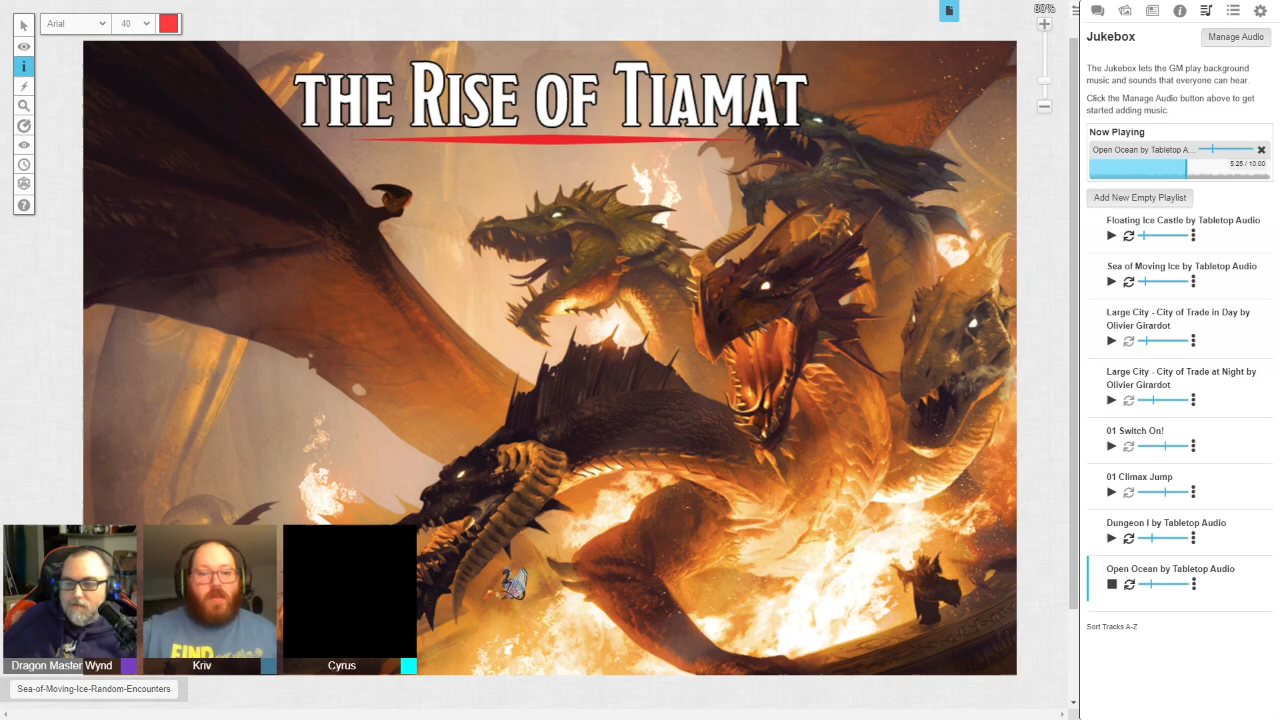 Arial
40
80%
THE RISE OF TIAMAT
Dragon Master Wynd
Kriv
FIND
Cyrus
Sea-of-Moving-Ice-Random-Encounters
Jukebox
Manage Audio
The Jukebox lets the GM play background
music and sounds that everyone can hear.
Click the Manage Audio button above to get
started adding music.
Now Playing
Open Ocean by Tabletop A...
5:25 / 10:00
Add New Empty Playlist
Floating Ice Castle by Tabletop Audio
Sea of Moving Ice by Tabletop Audio
Large City - City of Trade in Day by
Olivier Girardot
Large City - City of Trade at Night by
Olivier Girardot
01 Switch On!
01 Climax Jump
Dungeon I by Tabletop Audio
Open Ocean by Tabletop Audio
Sort Tracks A-Z